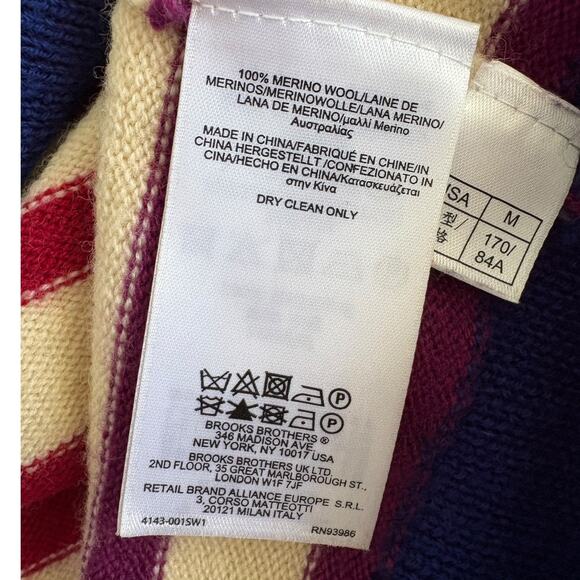 100% MERINO WOOL/LAINE DE
MERINOS/MERINOWOLLE/LANA MERINO/
LANA DE MERINO/μαλλί Merino
Αυστραλίας
MADE IN CHINA/FABRIQUÉ EN CHINE/IN
CHINA HERGESTELLT /CONFEZIONATO IN
CINA/HECHO EN CHINA/Κατασκευάζεται
στην Κίνα
DRY CLEAN ONLY
BROOKS BROTHERS ®
346 MADISON AVE.
NEW YORK, NY 10017 USA
BROOKS BROTHERS UK LTD.
2ND FLOOR, 35 GREAT MARLBOROUGH ST.
LONDON W1F 7JF
RETAIL BRAND ALLIANCE EUROPE S.R.L.
3, CORSO MATTEOTTI
20121 MILAN ITALY
4143-001SW1 RN93986
SA M
型/ 170/
格 84A